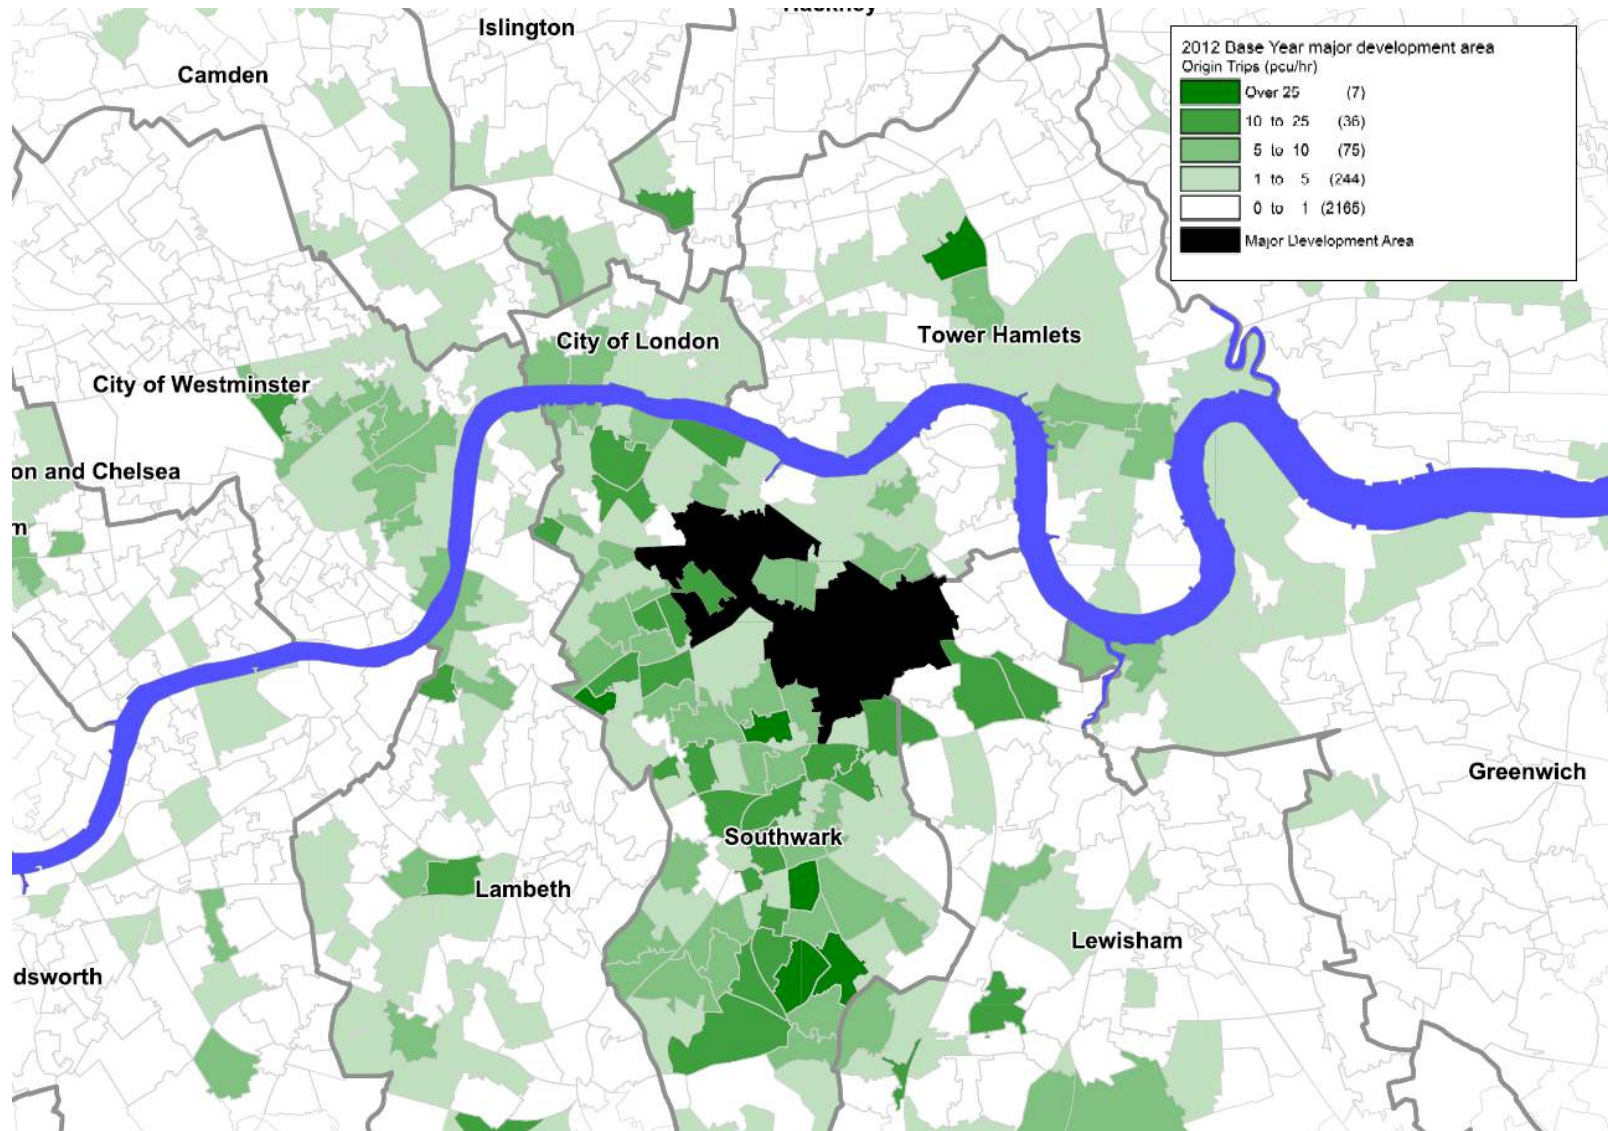 Hackney
Islington
Camden
2012 Base Year major development area
Origin Trips (pcu/hr)
Over 25 (7)
10 to 25 (36)
5 to 10 (75)
1 to 5 (244)
0 to 1 (2165)
Major Development Area
City of London
Tower Hamlets
City of Westminster
on and Chelsea
m
Greenwich
Southwark
Lambeth
Lewisham
dsworth